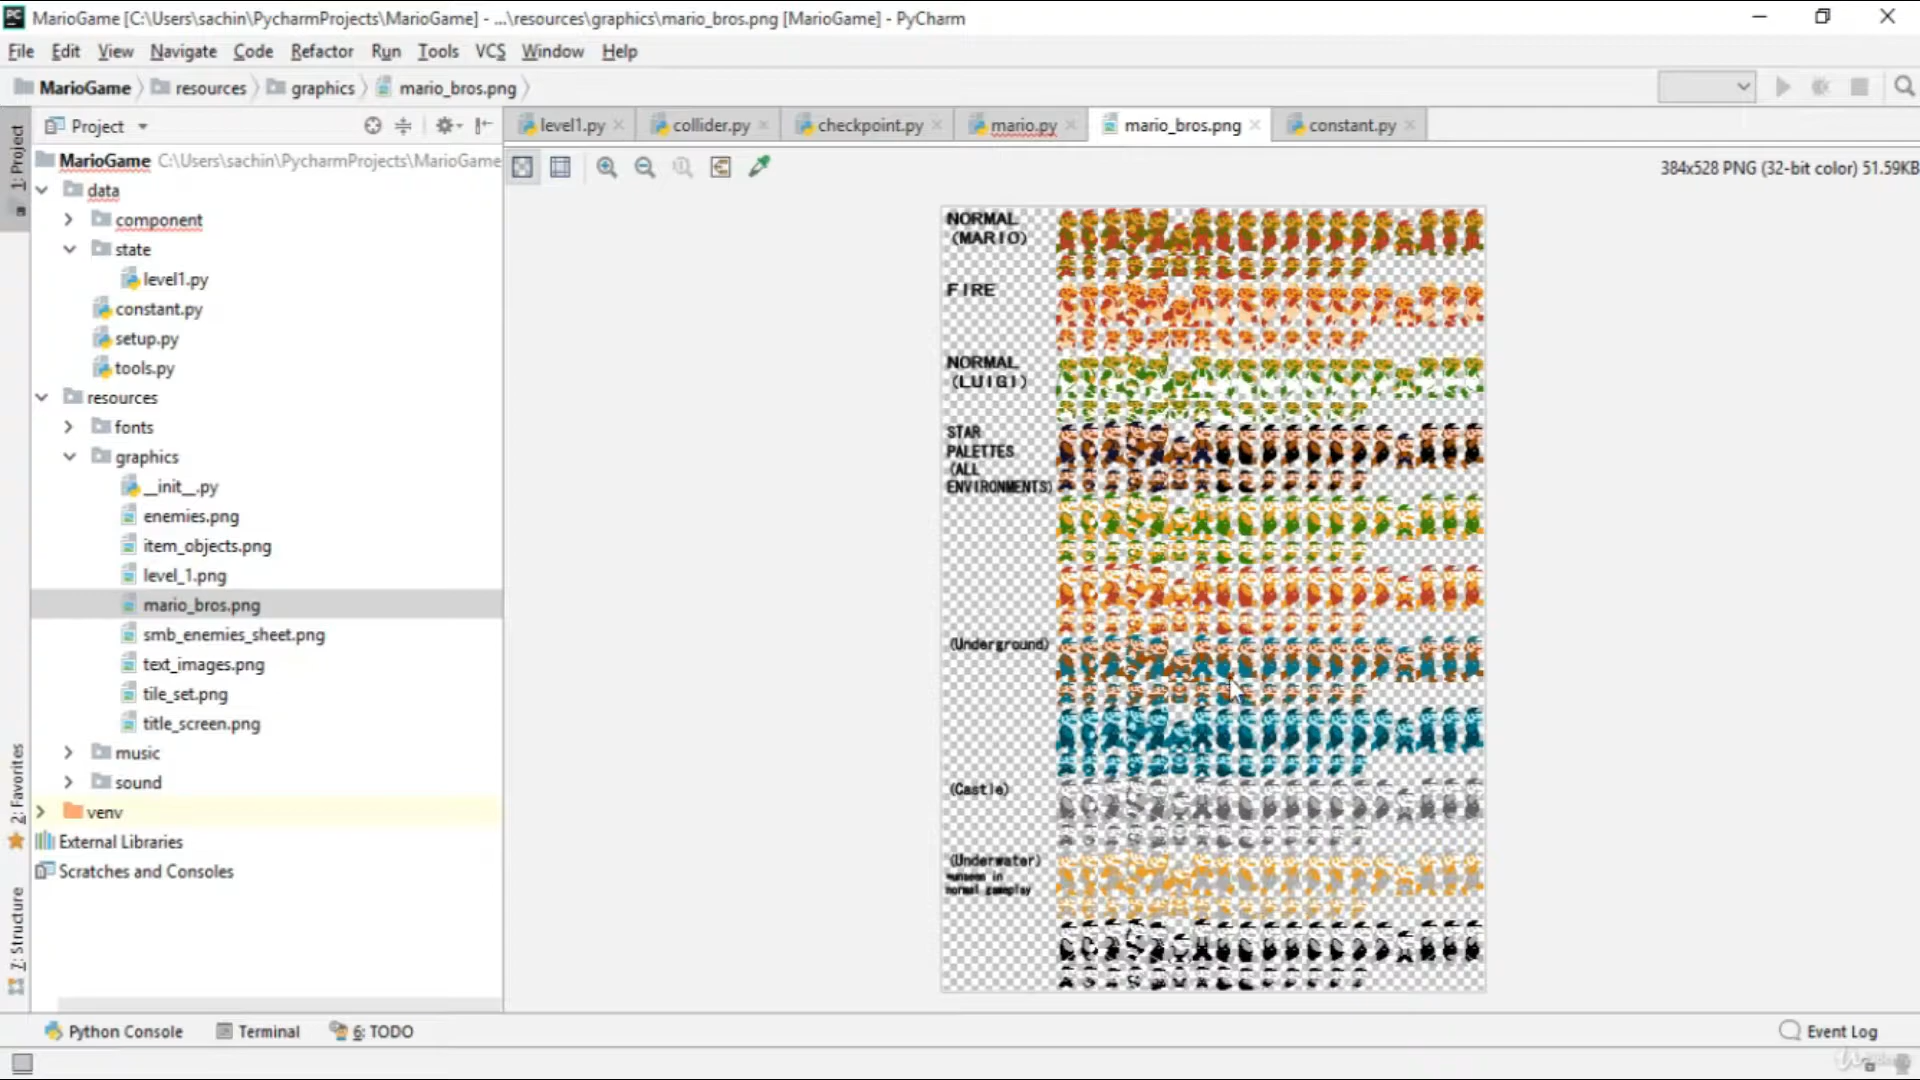 MarioGame [C:\Users\sachin\PycharmProjects\MarioGame] - ...\resources\graphics\mario_bros.png [MarioGame] - PyCharm
File Edit View Navigate Code Refactor Run Tools VCS Window Help
MarioGame resources graphics mario_bros.png
Project
level1.py collider.py checkpoint.py mario.py mario_bros.png constant.py
1: Project
MarioGame C:\Users\sachin\PycharmProjects\MarioGame
384x528 PNG (32-bit color) 51.59KB
data
component
state
level1.py
constant.py
setup.py
tools.py
resources
fonts
graphics
__init__.py
enemies.png
item_objects.png
level_1.png
mario_bros.png
smb_enemies_sheet.png
text_images.png
tile_set.png
title_screen.png
music
sound
venv
External Libraries
Scratches and Consoles
2: Favorites
7: Structure
NORMAL
(MARIO)
FIRE
NORMAL
(LUIGI)
STAR
PALETTES
(ALL
ENVIRONMENTS)
(Underground)
(Castle)
(Underwater)
*unseen in
normal gameplay
Python Console Terminal 6: TODO Event Log